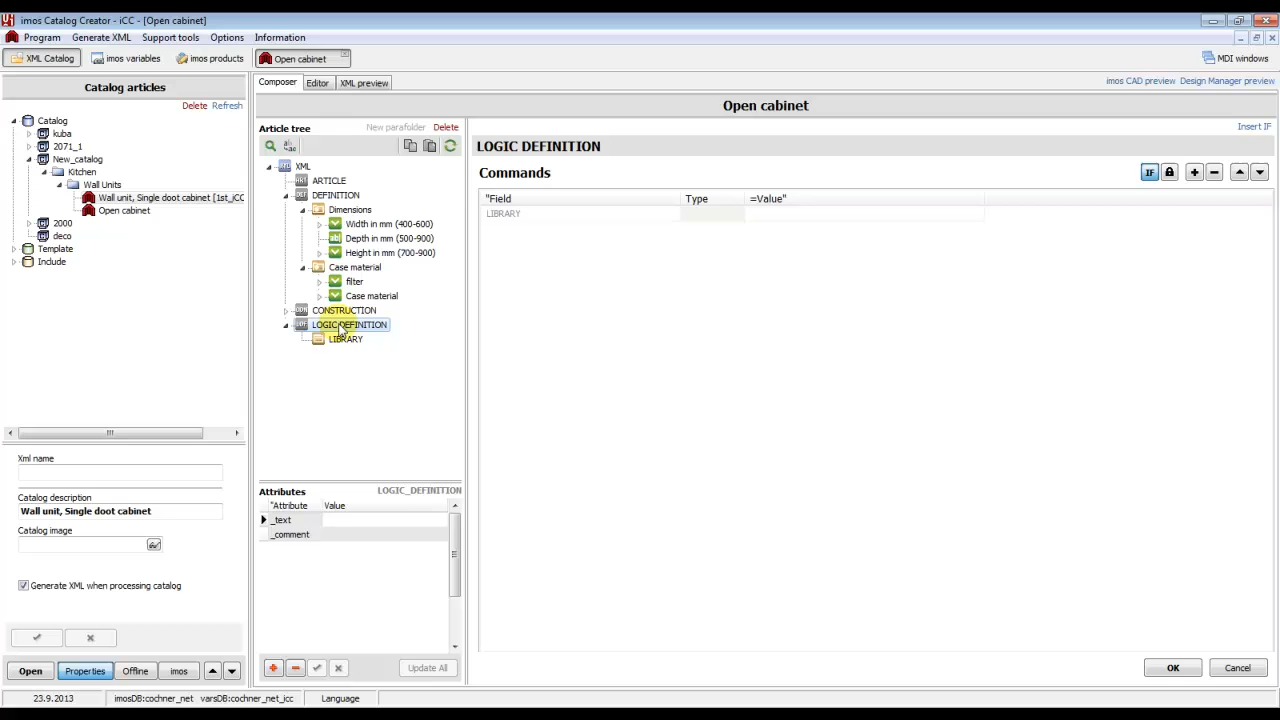 imos Catalog Creator - iCC - [Open cabinet]
Program Generate XML Support tools Options Information
XML Catalog imos variables imos products Open cabinet MDI windows
Catalog articles
Delete Refresh
Catalog
kuba
2071_1
New_catalog
Kitchen
Wall Units
Wall unit, Single doot cabinet [1st_iCC
Open cabinet
2000
deco
Template
Include
Xml name
Catalog description
Wall unit, Single doot cabinet
Catalog image
Generate XML when processing catalog
Open Properties Offline imos
Composer Editor XML preview
imos CAD preview Design Manager preview
Open cabinet
Article tree New parafolder Delete
XML
ARTICLE
DEFINITION
Dimensions
Width in mm (400-600)
Depth in mm (500-900)
Height in mm (700-900)
Case material
filter
Case material
CONSTRUCTION
LOGIC DEFINITION
LIBRARY
Attributes LOGIC_DEFINITION
"Attribute Value
_text
_comment
Update All
Insert IF
LOGIC DEFINITION
Commands
IF
"Field Type =Value"
LIBRARY
OK Cancel
23.9.2013 imosDB:cochner_net varsDB:cochner_net_icc Language